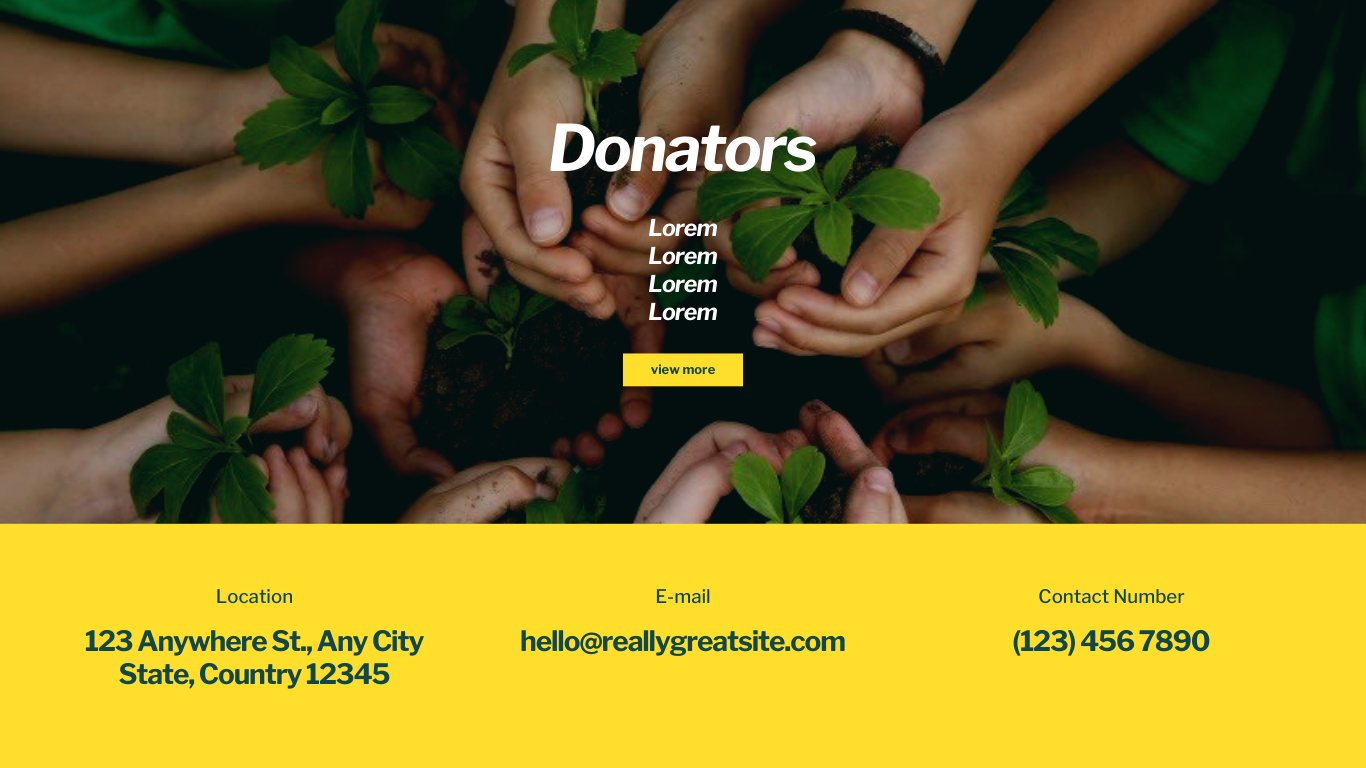 Donators
Lorem
Lorem
Lorem
Lorem
view more
Location
123 Anywhere St., Any City
State, Country 12345
E-mail
hello@reallygreatsite.com
Contact Number
(123) 456 7890